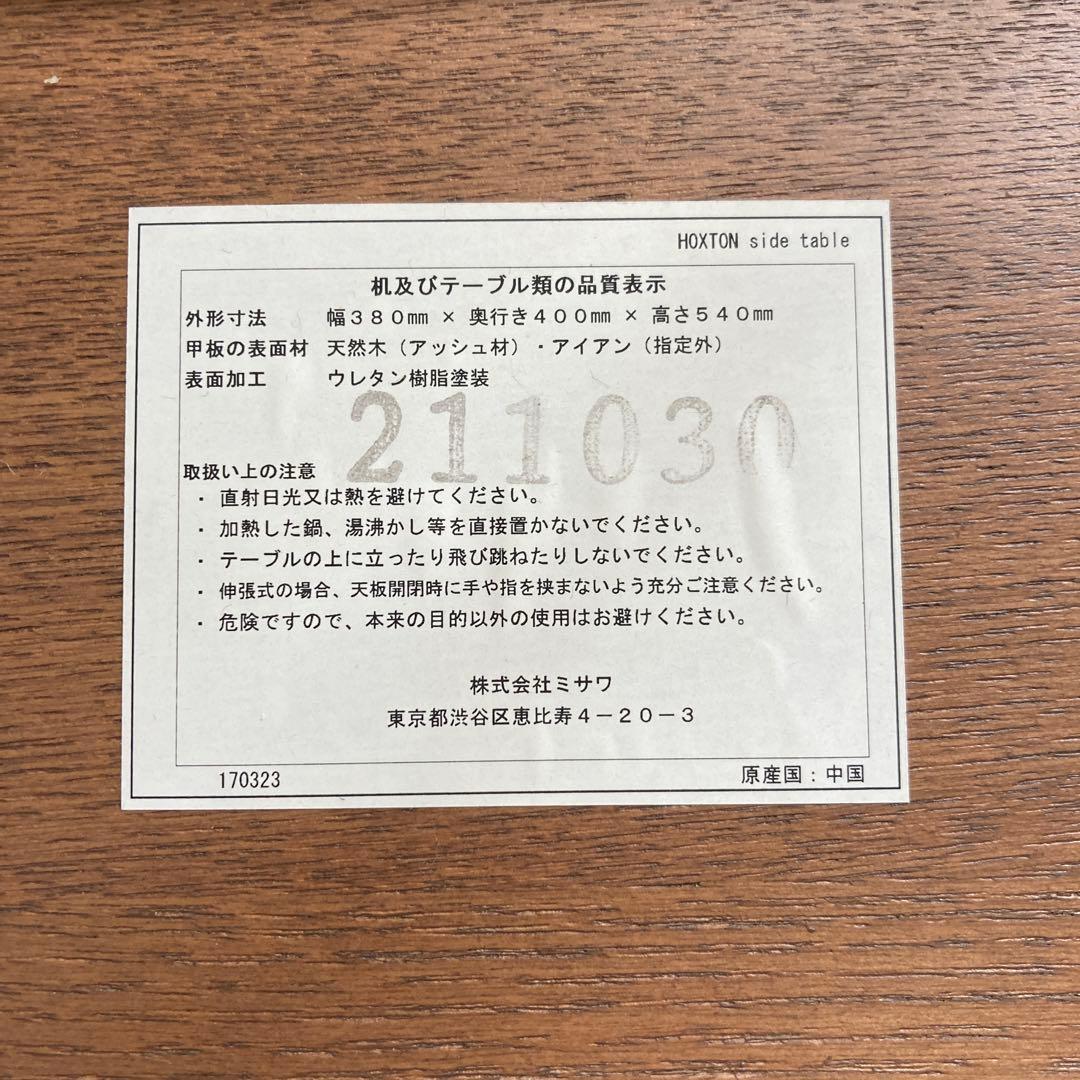 HOXTON side table
机及びテーブル類の品質表示
外形寸法　幅３８０㎜ × 奥行き４００㎜ × 高さ５４０㎜
甲板の表面材　天然木（アッシュ材）・アイアン（指定外）
表面加工　ウレタン樹脂塗装
211030
取扱い上の注意
・ 直射日光又は熱を避けてください。
・ 加熱した鍋、湯沸かし等を直接置かないでください。
・ テーブルの上に立ったり飛び跳ねたりしないでください。
・ 伸張式の場合、天板開閉時に手や指を挟まないよう充分ご注意ください。
・ 危険ですので、本来の目的以外の使用はお避けください。
株式会社ミサワ
東京都渋谷区恵比寿４－２０－３
170323　原産国：中国